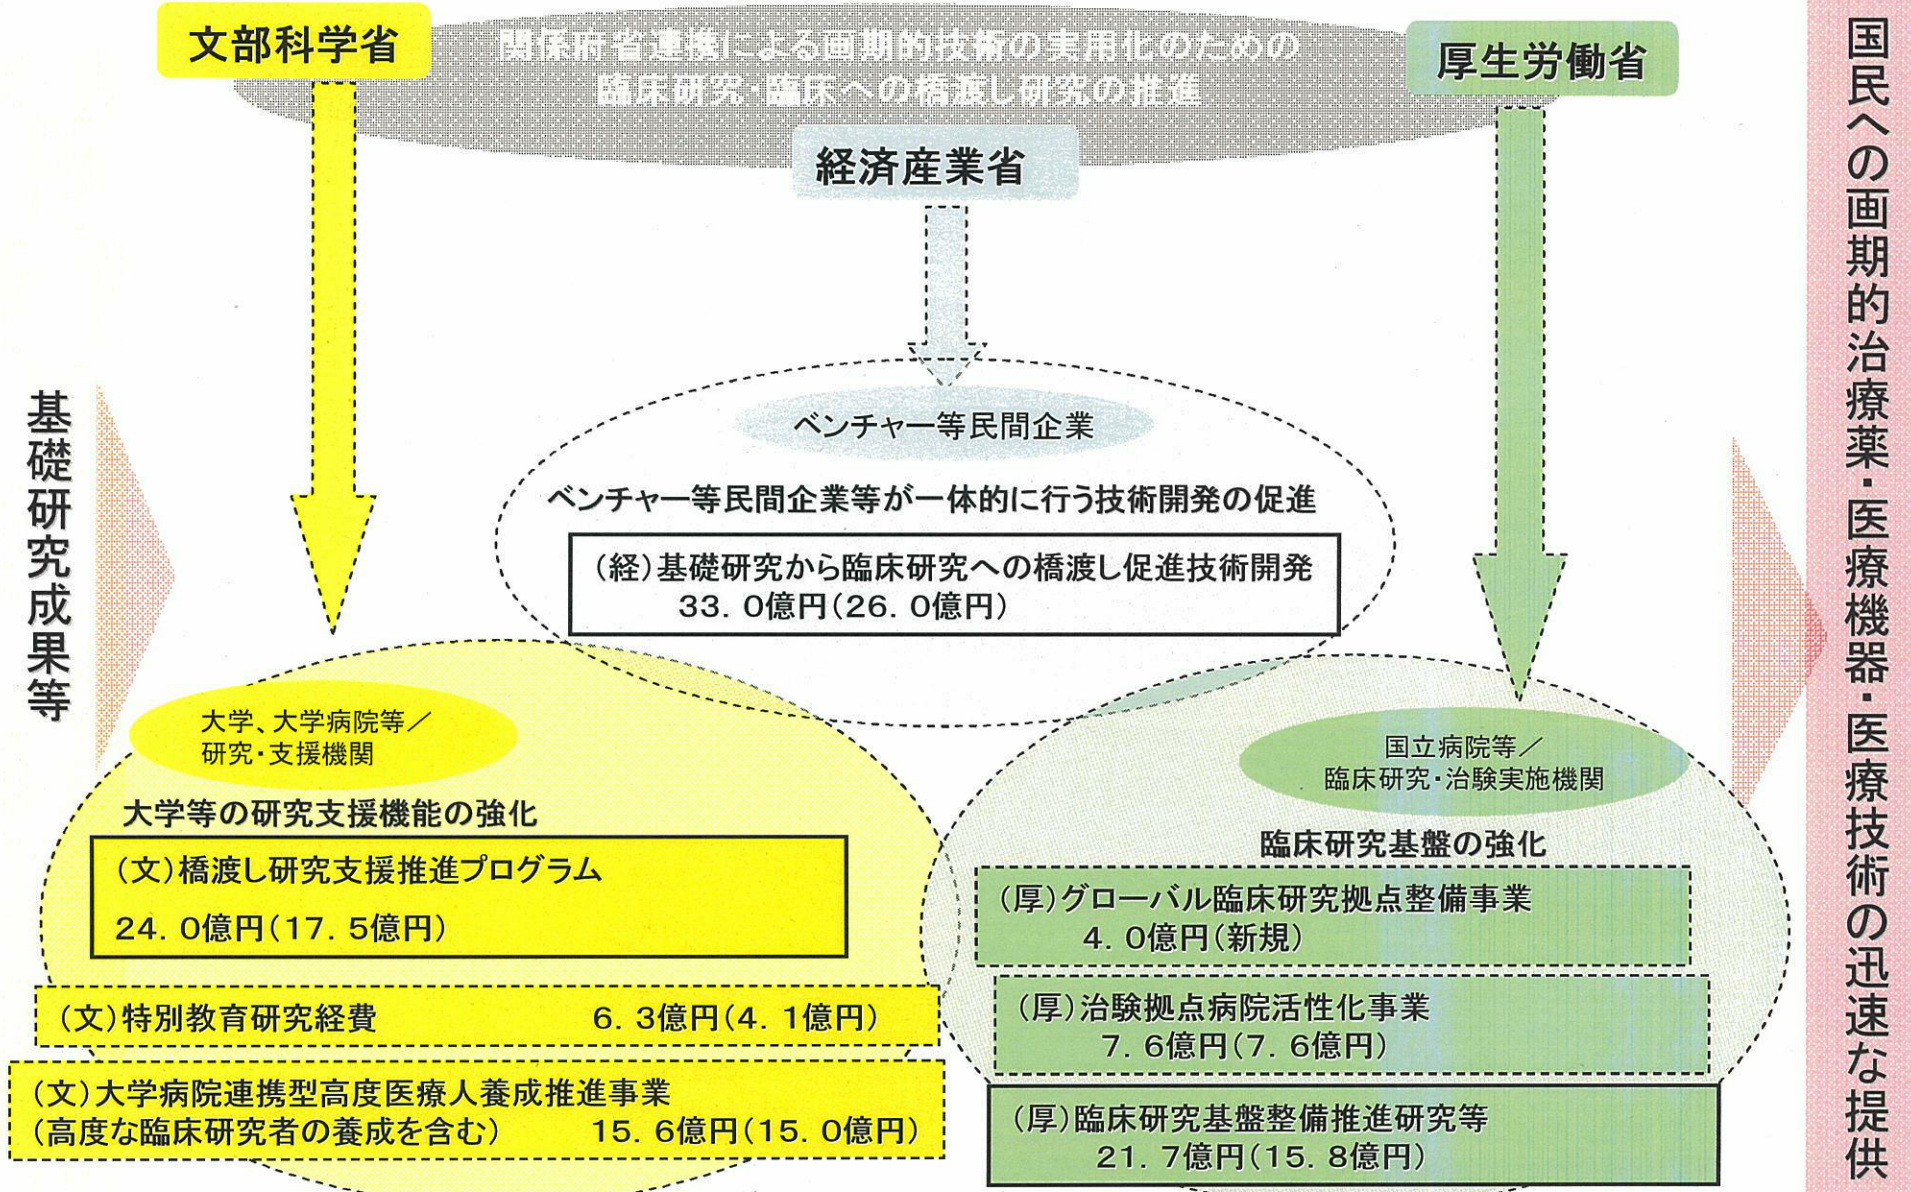 文部科学省
関係府省連携による画期的技術の実用化のための
臨床研究・臨床への橋渡し研究の推進
厚生労働省
経済産業省
基礎研究成果等
国民への画期的治療薬・医療機器・医療技術の迅速な提供
ベンチャー等民間企業
ベンチャー等民間企業等が一体的に行う技術開発の促進
（経）基礎研究から臨床研究への橋渡し促進技術開発
33．0億円（26．0億円）
大学、大学病院等／
研究・支援機関
大学等の研究支援機能の強化
（文）橋渡し研究支援推進プログラム
24．0億円（17．5億円）
（文）特別教育研究経費 6．3億円（4．1億円）
（文）大学病院連携型高度医療人養成推進事業
（高度な臨床研究者の養成を含む） 15．6億円（15．0億円）
国立病院等／
臨床研究・治験実施機関
臨床研究基盤の強化
（厚）グローバル臨床研究拠点整備事業
4．0億円（新規）
（厚）治験拠点病院活性化事業
7．6億円（7．6億円）
（厚）臨床研究基盤整備推進研究等
21．7億円（15．8億円）